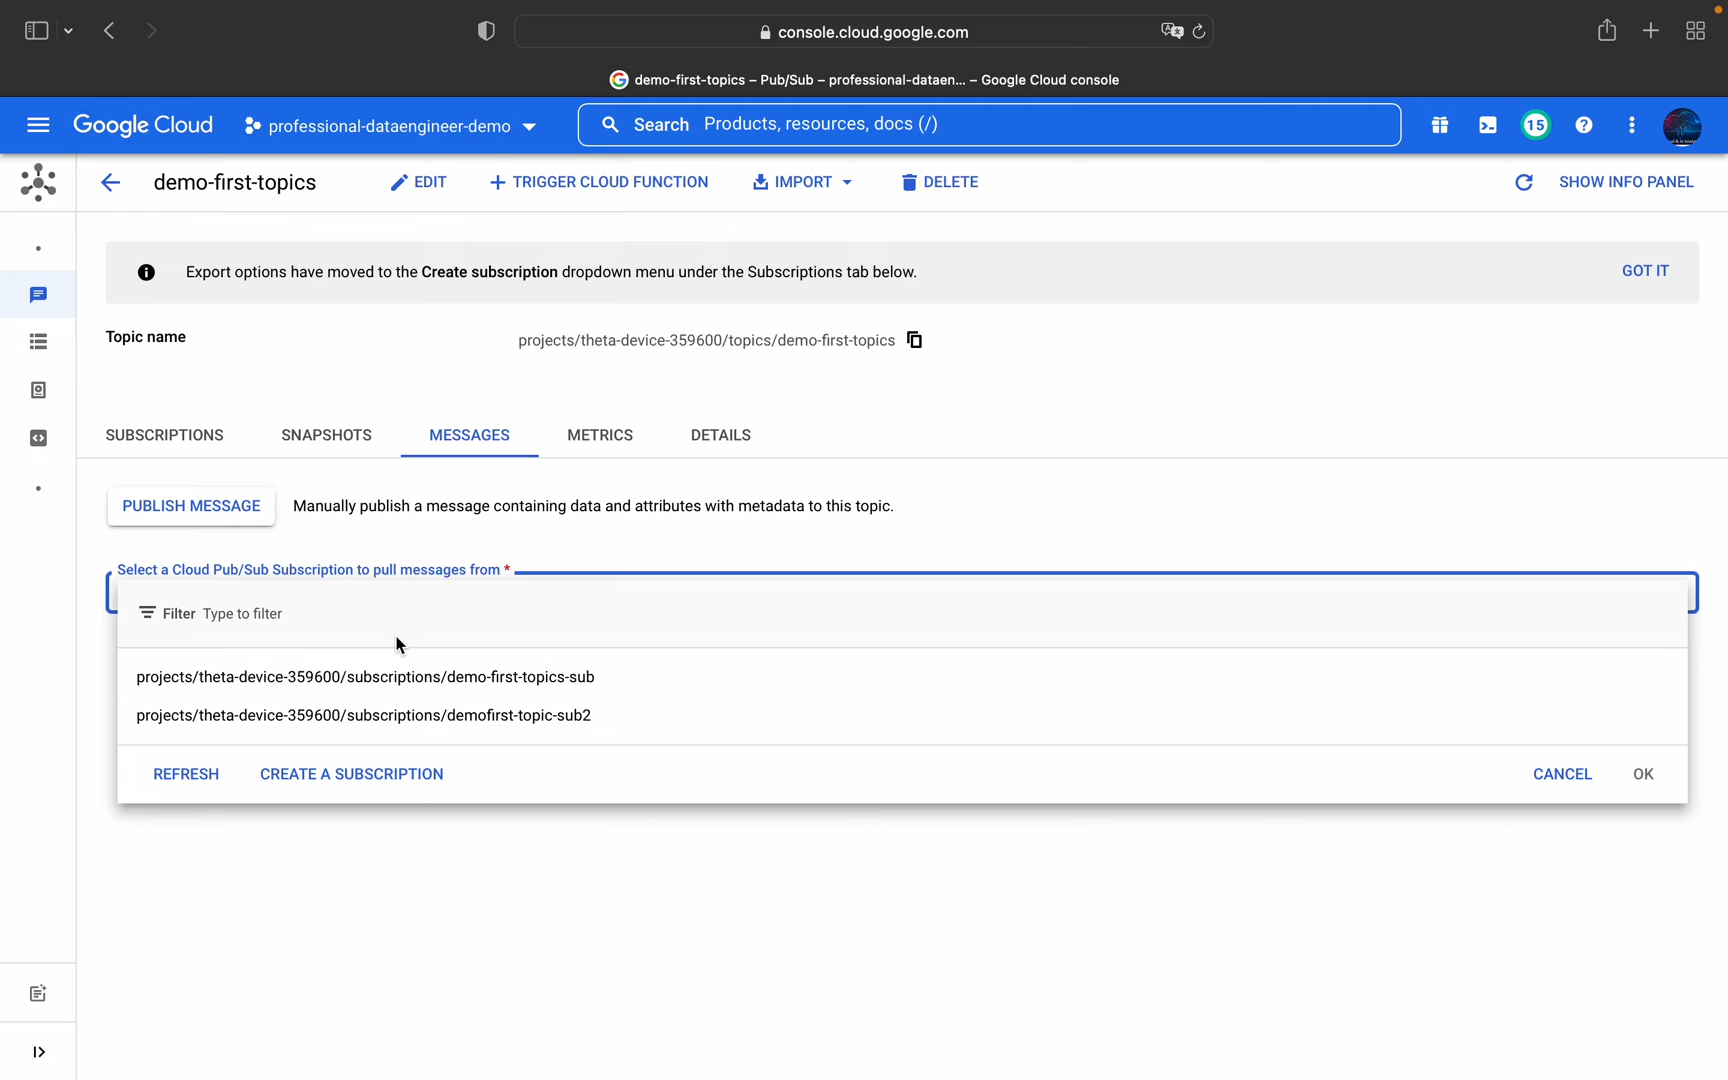 console.cloud.google.com
demo-first-topics – Pub/Sub – professional-dataen... – Google Cloud console
Google Cloud
professional-dataengineer-demo
Search Products, resources, docs (/)
15
demo-first-topics
EDIT
TRIGGER CLOUD FUNCTION
IMPORT
DELETE
SHOW INFO PANEL
Export options have moved to the Create subscription dropdown menu under the Subscriptions tab below.
GOT IT
Topic name
projects/theta-device-359600/topics/demo-first-topics
SUBSCRIPTIONS
SNAPSHOTS
MESSAGES
METRICS
DETAILS
PUBLISH MESSAGE
Manually publish a message containing data and attributes with metadata to this topic.
Select a Cloud Pub/Sub Subscription to pull messages from *
Filter Type to filter
projects/theta-device-359600/subscriptions/demo-first-topics-sub
projects/theta-device-359600/subscriptions/demofirst-topic-sub2
REFRESH
CREATE A SUBSCRIPTION
CANCEL
OK